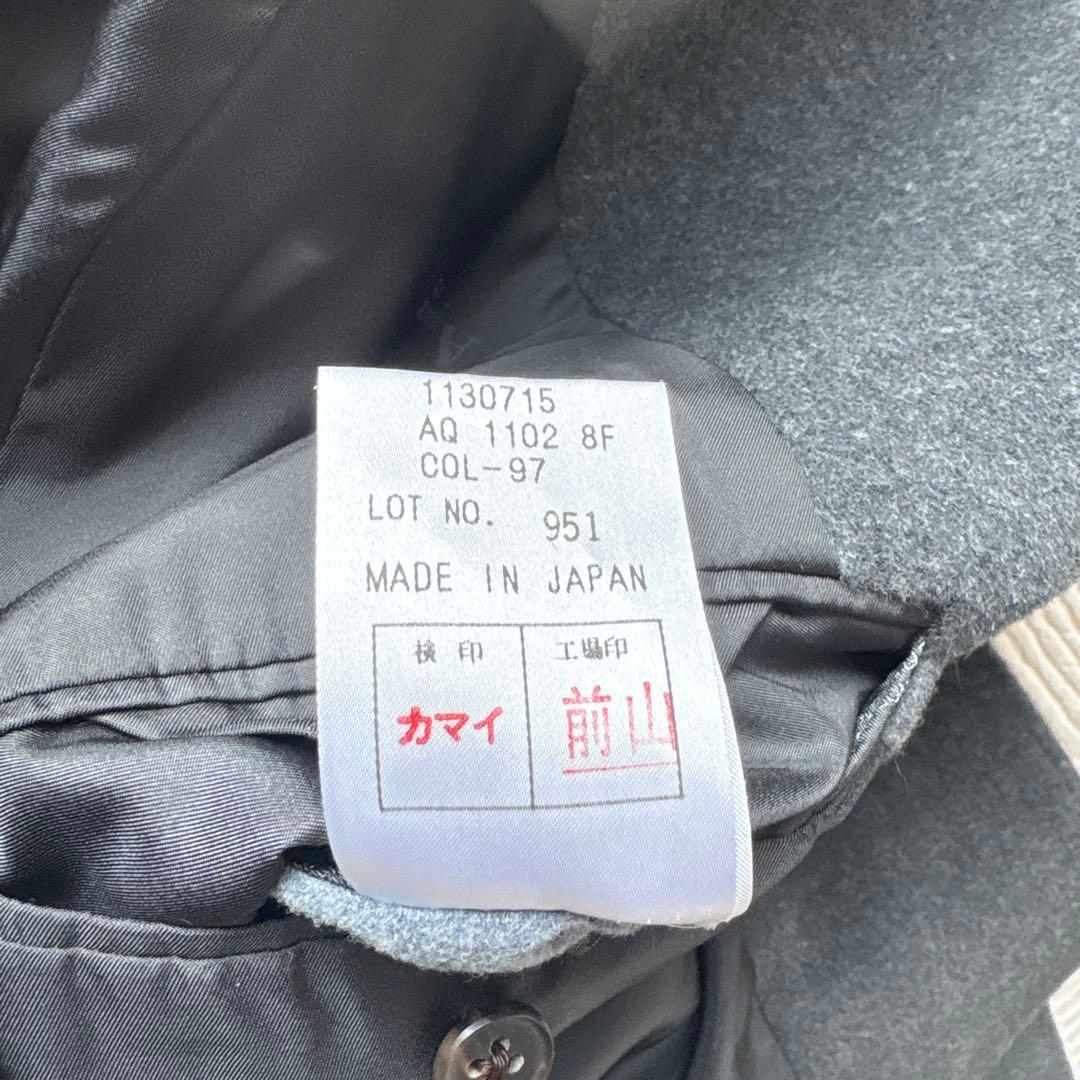 1130715
AQ 1102 8F
COL-97
LOT NO. 951
MADE IN JAPAN
検印 工場印
カマイ 前山